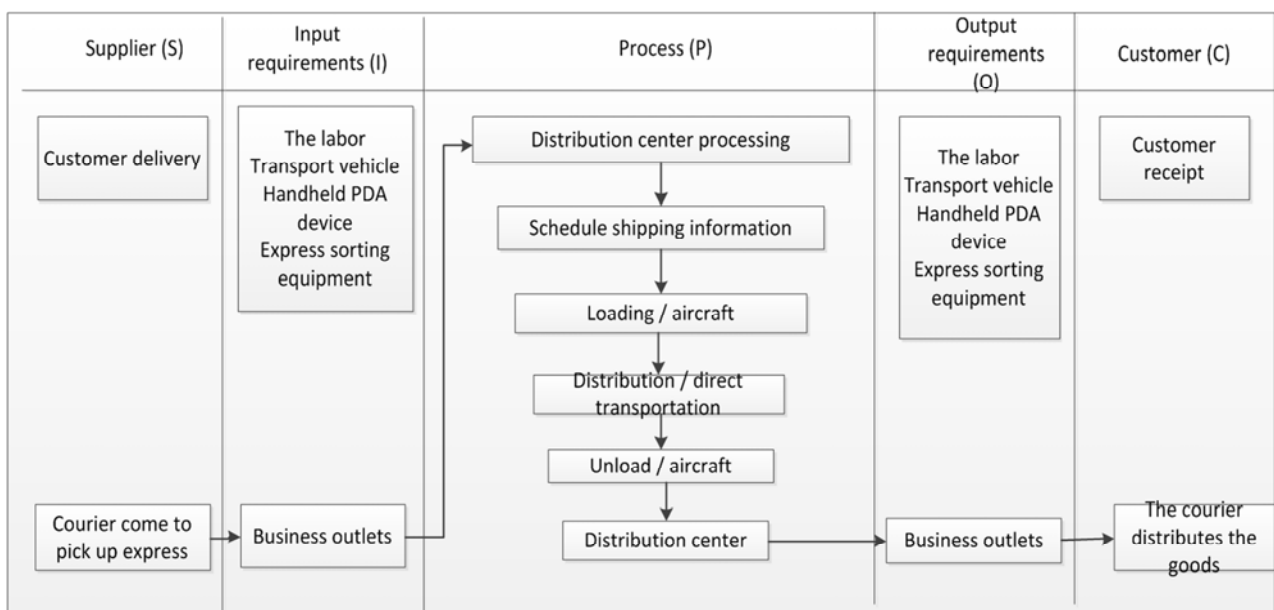 Supplier (S)
Input
requirements (I)
Process (P)
Output
requirements
(O)
Customer (C)
Customer delivery
The labor
Transport vehicle
Handheld PDA
device
Express sorting
equipment
Distribution center processing
Schedule shipping information
Loading / aircraft
Distribution / direct
transportation
Unload / aircraft
Distribution center
The labor
Transport vehicle
Handheld PDA
device
Express sorting
equipment
Customer
receipt
Courier come to
pick up express
Business outlets
Business outlets
The courier
distributes the
goods